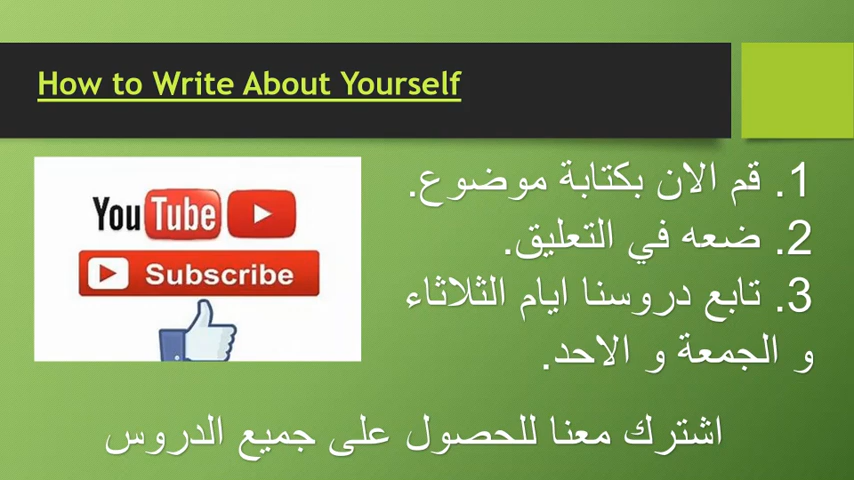 How to Write About Yourself
YouTube
Subscribe
1. قم الان بكتابة موضوع.
2. ضعه في التعليق.
3. تابع دروسنا ايام الثلاثاء
و الجمعة و الاحد.
اشترك معنا للحصول على جميع الدروس